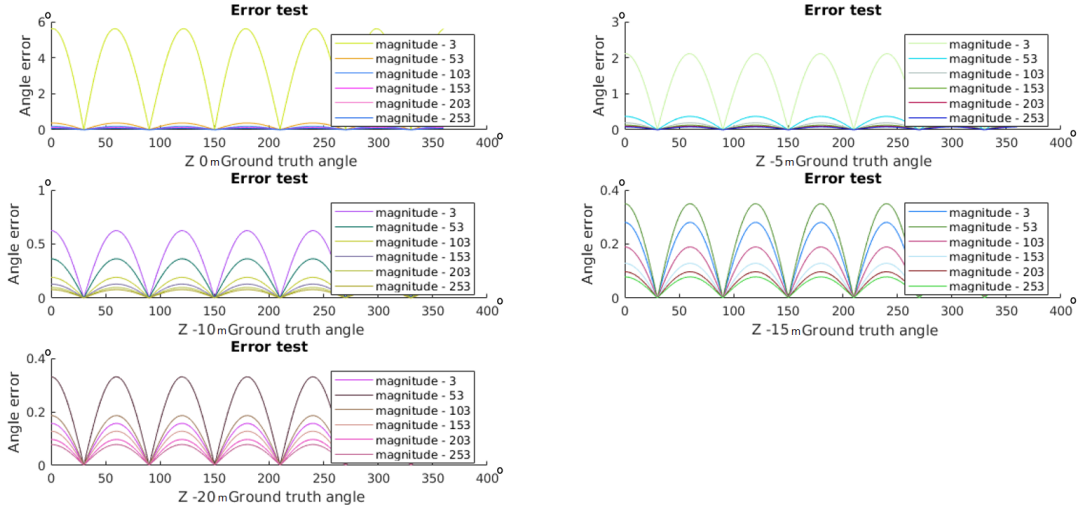 Error test
6°
4
2
0
Angle error
magnitude - 3
magnitude - 53
magnitude - 103
magnitude - 153
magnitude - 203
magnitude - 253
0 50 100 150 200 250 300 350 400°
Z 0 mGround truth angle
Error test
3°
2
1
0
Angle error
magnitude - 3
magnitude - 53
magnitude - 103
magnitude - 153
magnitude - 203
magnitude - 253
0 50 100 150 200 250 300 350 400°
Z -5mGround truth angle
Error test
1°
0.5
0
Angle error
magnitude - 3
magnitude - 53
magnitude - 103
magnitude - 153
magnitude - 203
magnitude - 253
0 50 100 150 200 250 300 350 400°
Z -10 mGround truth angle
Error test
0.4°
0.2
0
Angle error
magnitude - 3
magnitude - 53
magnitude - 103
magnitude - 153
magnitude - 203
magnitude - 253
0 50 100 150 200 250 300 350 400°
Z -15mGround truth angle
Error test
0.4°
0.2
0
Angle error
magnitude - 3
magnitude - 53
magnitude - 103
magnitude - 153
magnitude - 203
magnitude - 253
0 50 100 150 200 250 300 350 400°
Z -20 mGround truth angle